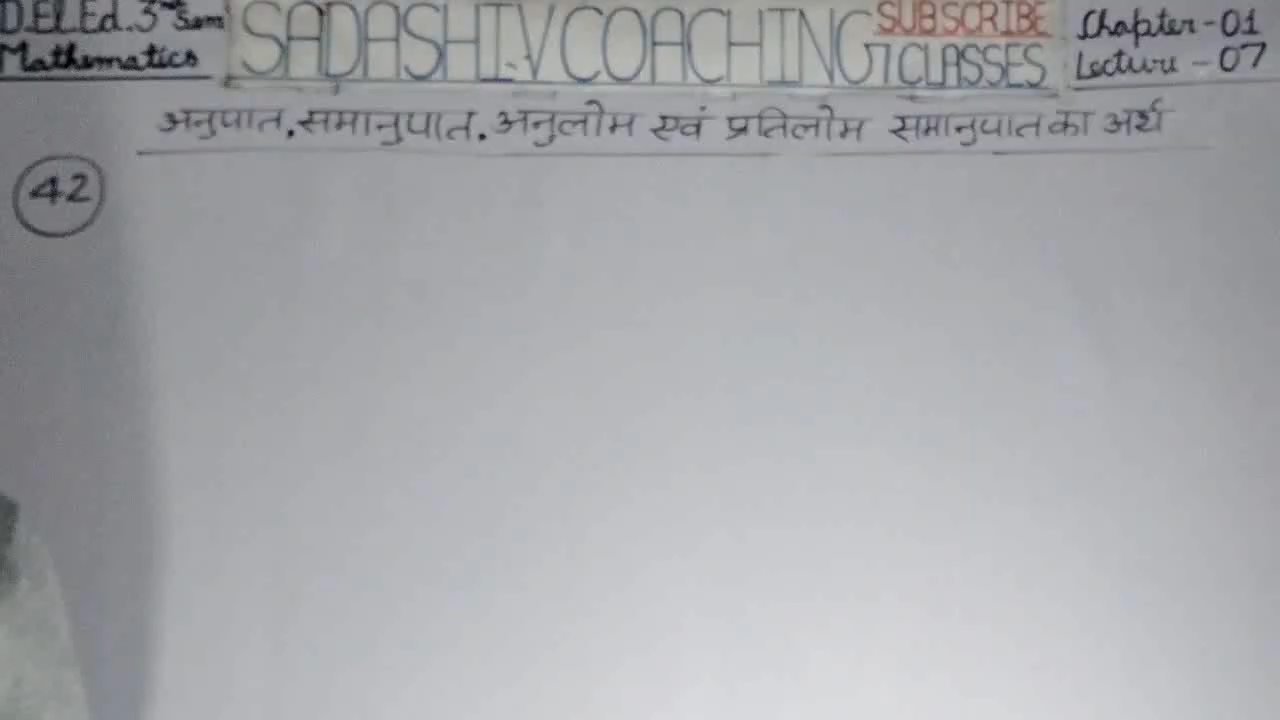 D.El.Ed. 3rd Sem
Mathematics
SADASHIV COACHING CLASSES
SUBSCRIBE
Chapter-01
Lecture - 07
अनुपात, समानुपात, अनुलोम एवं प्रतिलोम समानुपात का अर्थ
42